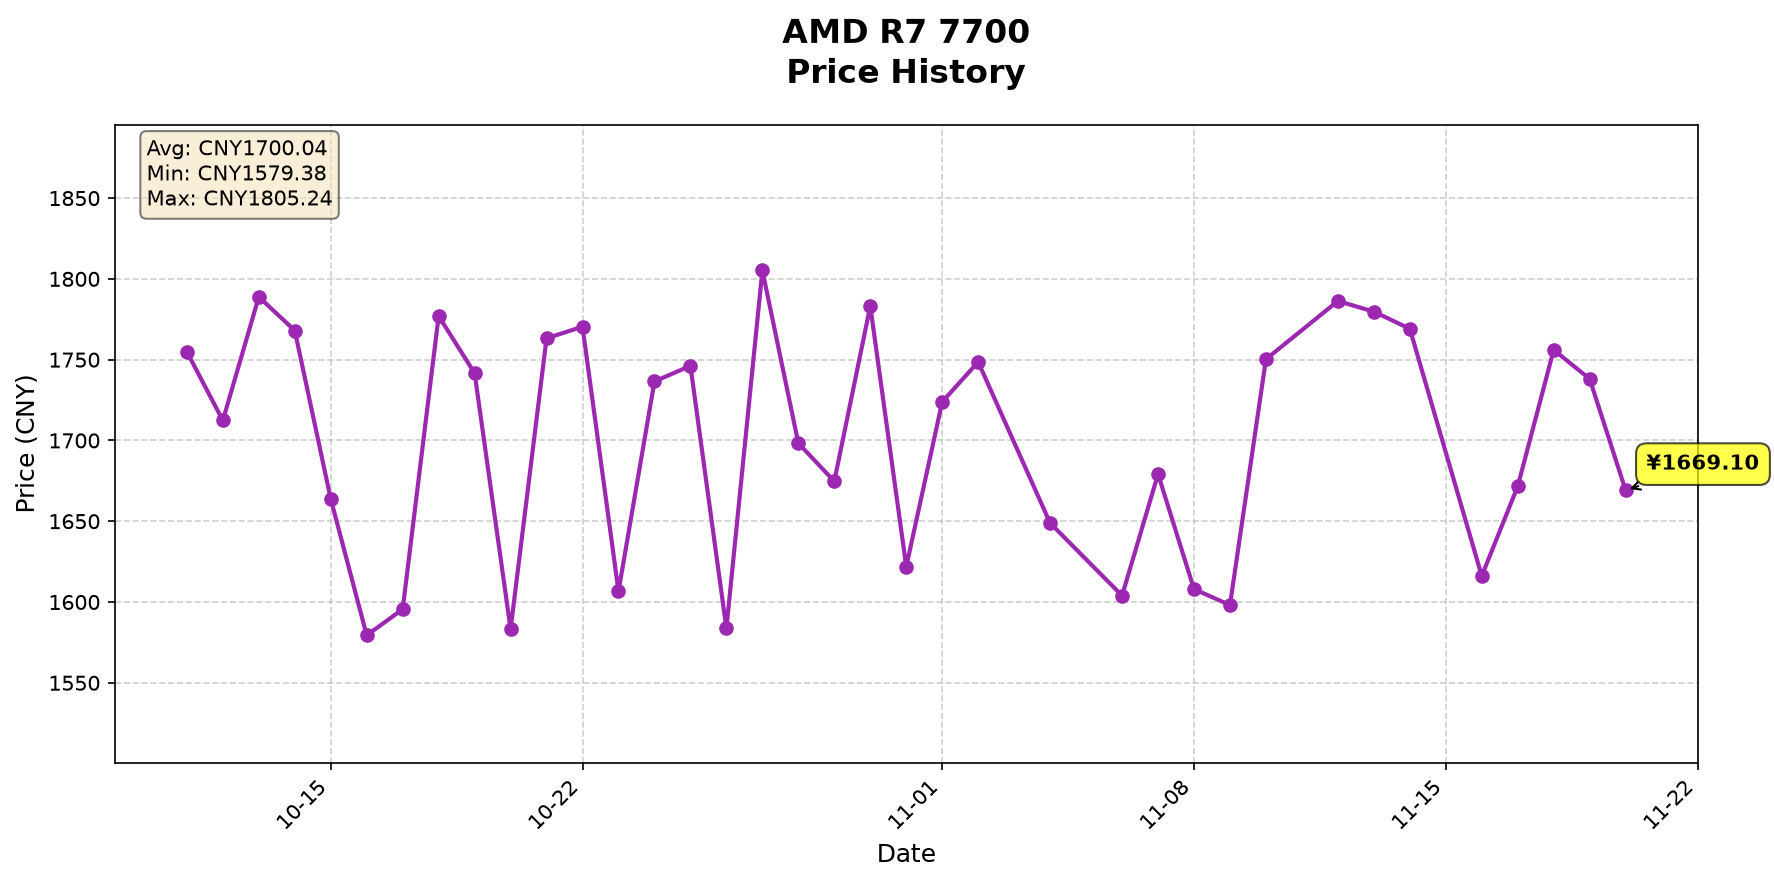 AMD R7 7700
Price History
Avg: CNY1700.04
Min: CNY1579.38
Max: CNY1805.24
1850
1800
1750
1700
1650
1600
1550
Price (CNY)
¥1669.10
10-15
10-22
11-01
11-08
11-15
11-22
Date